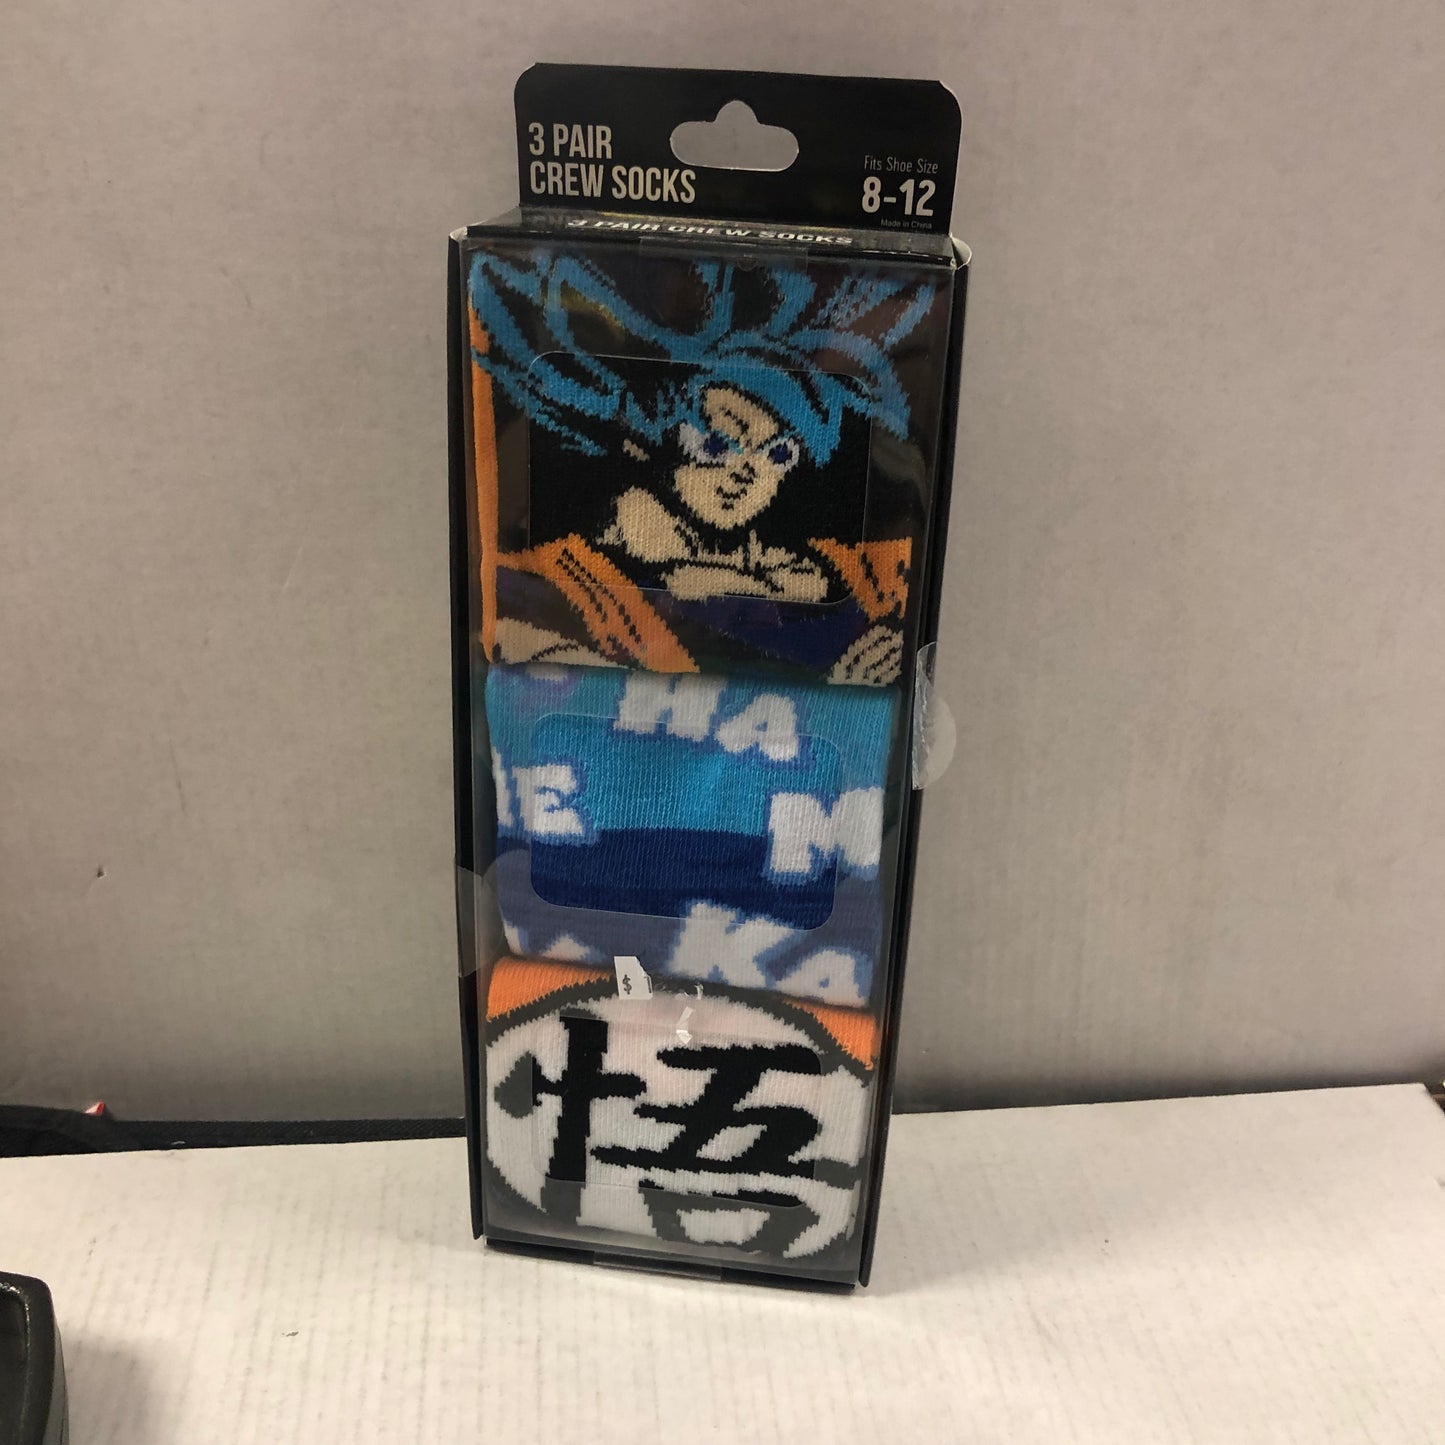 3 PAIR
CREW SOCKS
Fits Shoe Size
8-12
Made in China
3 PAIR CREW SOCKS
HA
ME
M
KA
悟
$